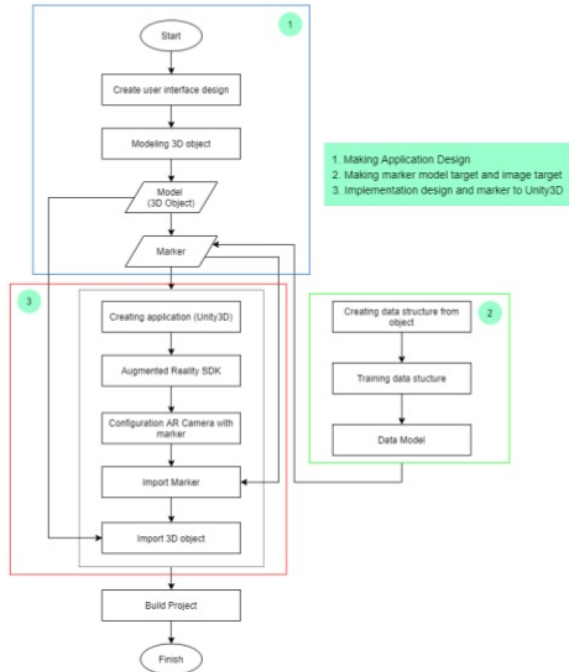 1
Start
Create user interface design
Modeling 3D object
Model
(3D Object)
Marker
1. Making Application Design
2. Making marker model target and image target
3. Implementation design and marker to Unity3D
3
Creating application (Unity3D)
Augmented Reality SDK
Configuration AR Camera with
marker
Import Marker
Import 3D object
2
Creating data structure from
object
Training data stucture
Data Model
Build Project
Finish